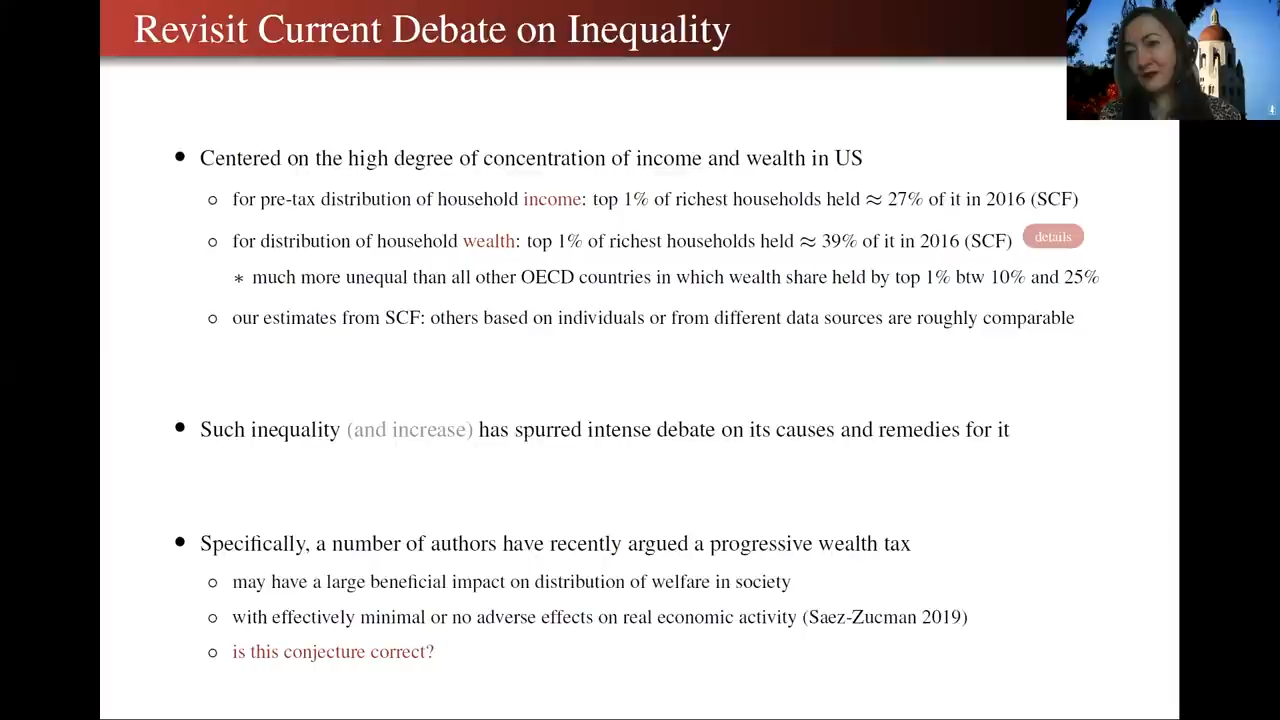 Revisit Current Debate on Inequality
• Centered on the high degree of concentration of income and wealth in US
◦ for pre-tax distribution of household income: top 1% of richest households held ≈ 27% of it in 2016 (SCF)
◦ for distribution of household wealth: top 1% of richest households held ≈ 39% of it in 2016 (SCF) details
∗ much more unequal than all other OECD countries in which wealth share held by top 1% btw 10% and 25%
◦ our estimates from SCF: others based on individuals or from different data sources are roughly comparable
• Such inequality (and increase) has spurred intense debate on its causes and remedies for it
• Specifically, a number of authors have recently argued a progressive wealth tax
◦ may have a large beneficial impact on distribution of welfare in society
◦ with effectively minimal or no adverse effects on real economic activity (Saez-Zucman 2019)
◦ is this conjecture correct?